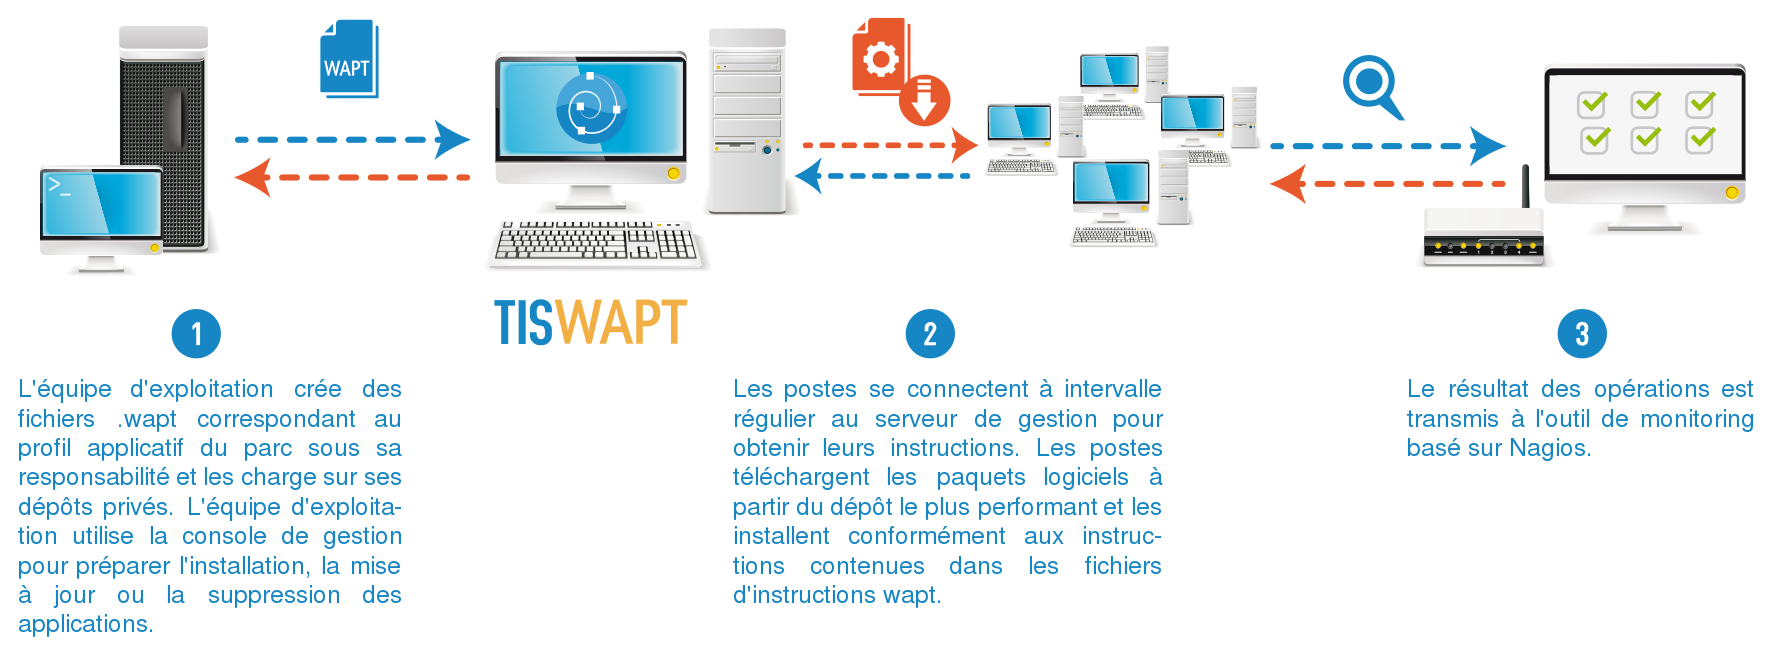 WAPT
>_
TISWAPT
1
L'équipe d'exploitation crée des
fichiers .wapt correspondant au
profil applicatif du parc sous sa
responsabilité et les charge sur ses
dépôts privés. L'équipe d'exploita-
tion utilise la console de gestion
pour préparer l'installation, la mise
à jour ou la suppression des
applications.
2
Les postes se connectent à intervalle
régulier au serveur de gestion pour
obtenir leurs instructions. Les postes
téléchargent les paquets logiciels à
partir du dépôt le plus performant et les
installent conformément aux instruc-
tions contenues dans les fichiers
d'instructions wapt.
3
Le résultat des opérations est
transmis à l'outil de monitoring
basé sur Nagios.